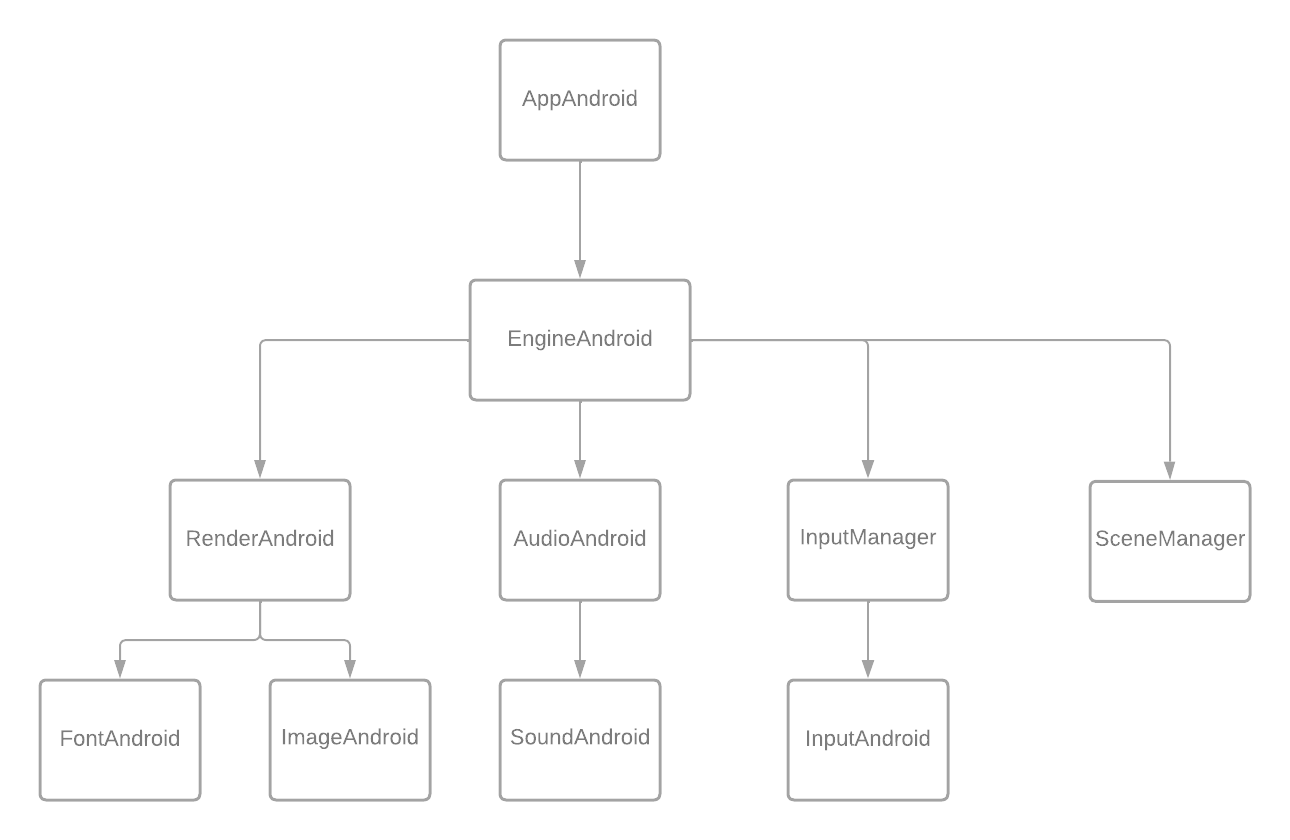 AppAndroid
EngineAndroid
RenderAndroid
AudioAndroid
InputManager
SceneManager
FontAndroid
ImageAndroid
SoundAndroid
InputAndroid